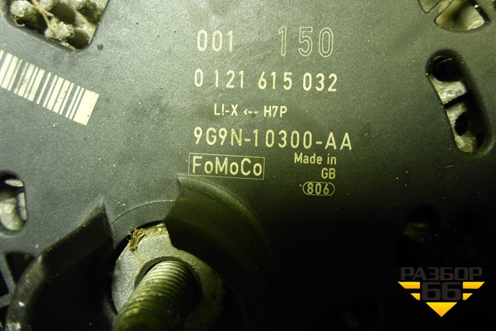 001 150
0 121 615 032
LI-X <-- H7P
9G9N-10300-AA
FoMoCo
Made in
GB
806
РАЗБОР
66